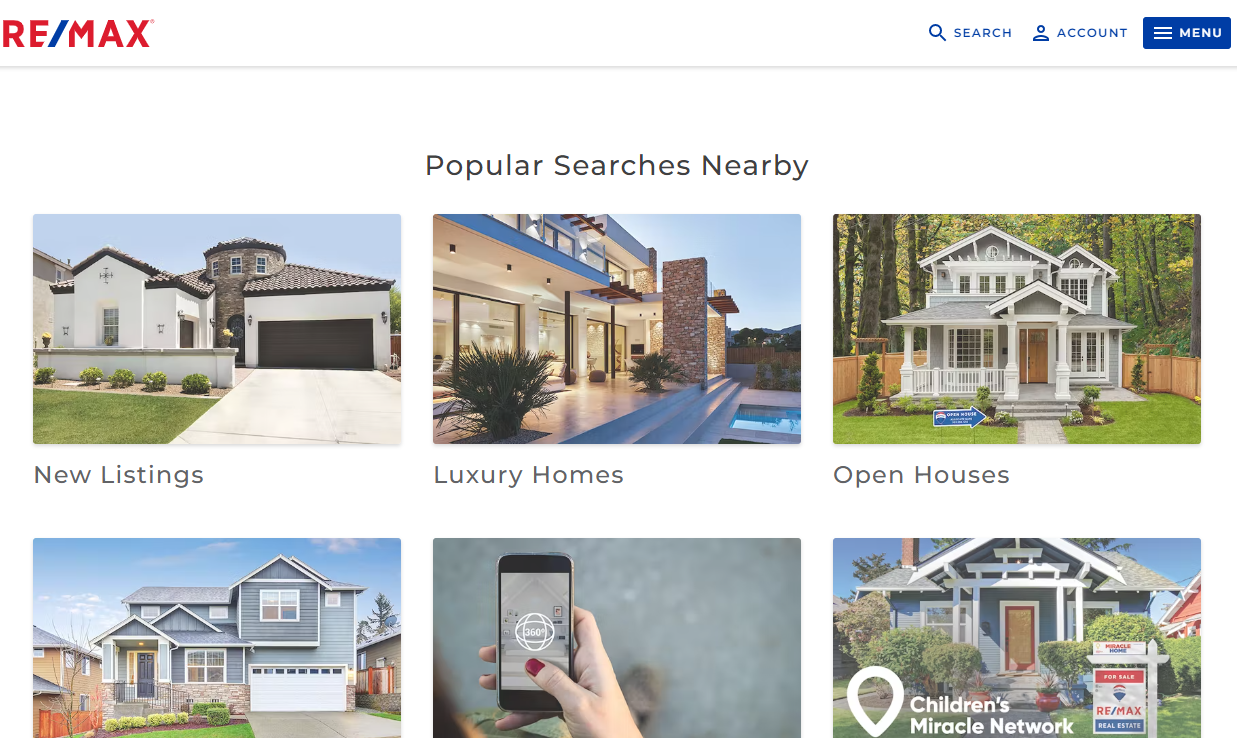 RE/MAX
SEARCH
ACCOUNT
MENU
Popular Searches Nearby
New Listings
Luxury Homes
Open Houses
OPEN HOUSE
360°
MIRACLE
HOME
FOR SALE
RE/MAX
REAL ESTATE
Children's
Miracle Network